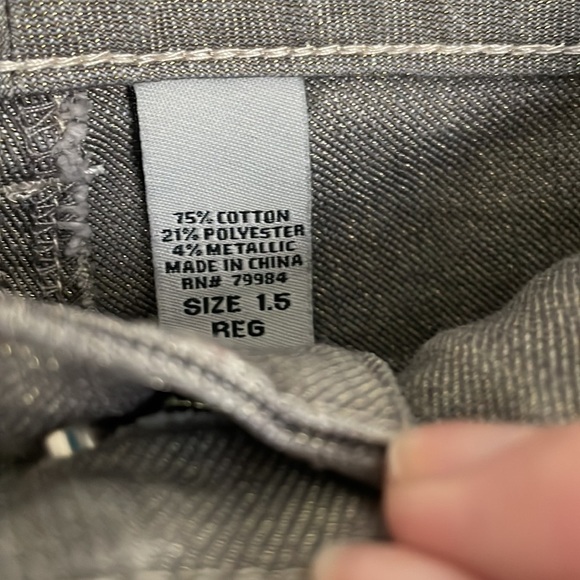 75% COTTON
21% POLYESTER
4% METALLIC
MADE IN CHINA
RN# 79984
SIZE 1.5
REG